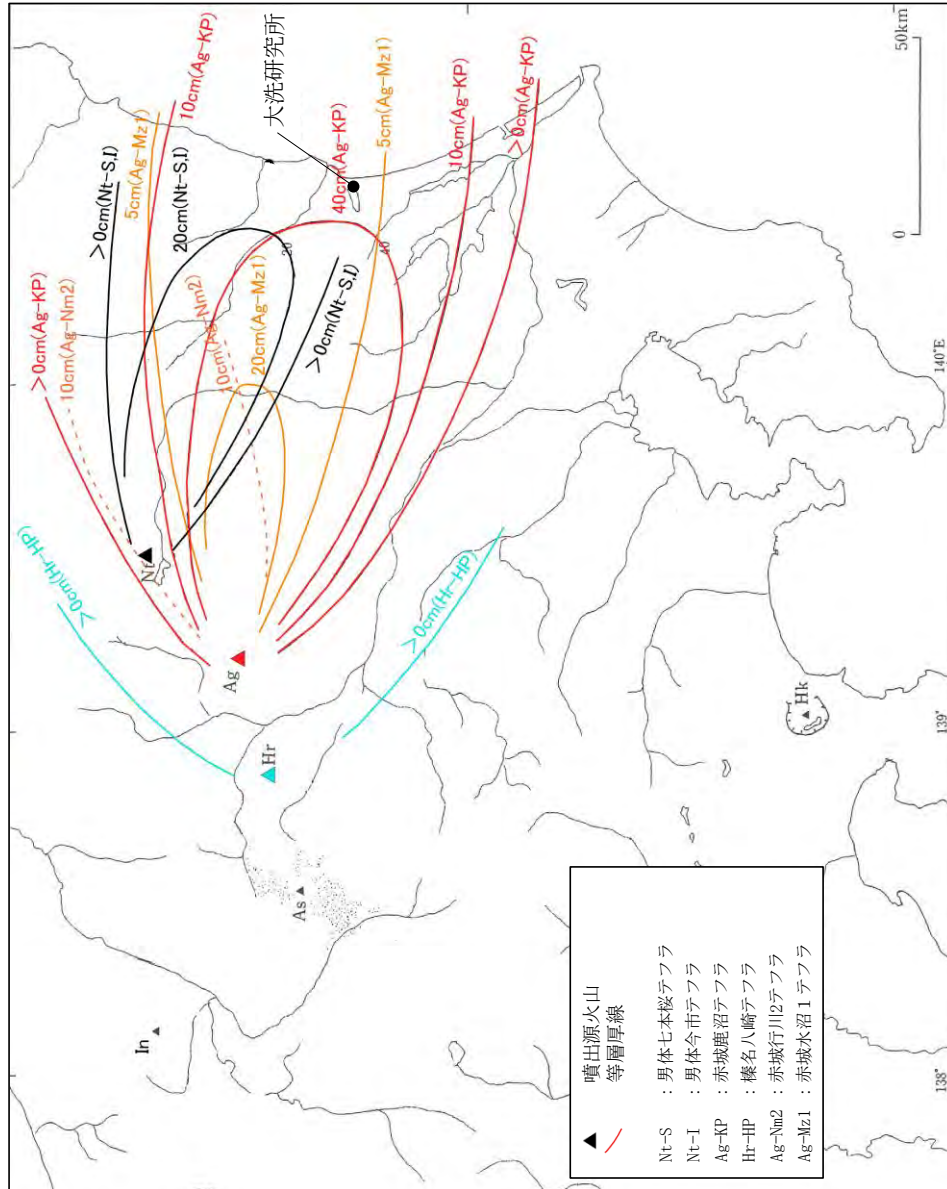 >0cm(Ag-KP)
10cm(Ag-Nm2)
>0cm(Nt-S,I)
5cm(Ag-Mz1)
10cm(Ag-KP)
20cm(Nt-S,I)
大洗研究所
40cm(Ag-KP)
5cm(Ag-Mz1)
10cm(Ag-KP)
>0cm(Ag-KP)
10cm(Ag-Nm2)
20cm(Ag-Mz1)
>0cm(Nt-S,I)
20
40
>0cm(Hr-HP)
>0cm(Hr-HP)
Nt
Ag
Hr
As
In
Hk
138°
139°
140°E
0
50km
噴出源火山
等層厚線
Nt-S :男体七本桜テフラ
Nt-I :男体今市テフラ
Ag-KP :赤城鹿沼テフラ
Hr-HP :榛名八崎テフラ
Ag-Nm2 :赤城行川2テフラ
Ag-Mz1 :赤城水沼1テフラ